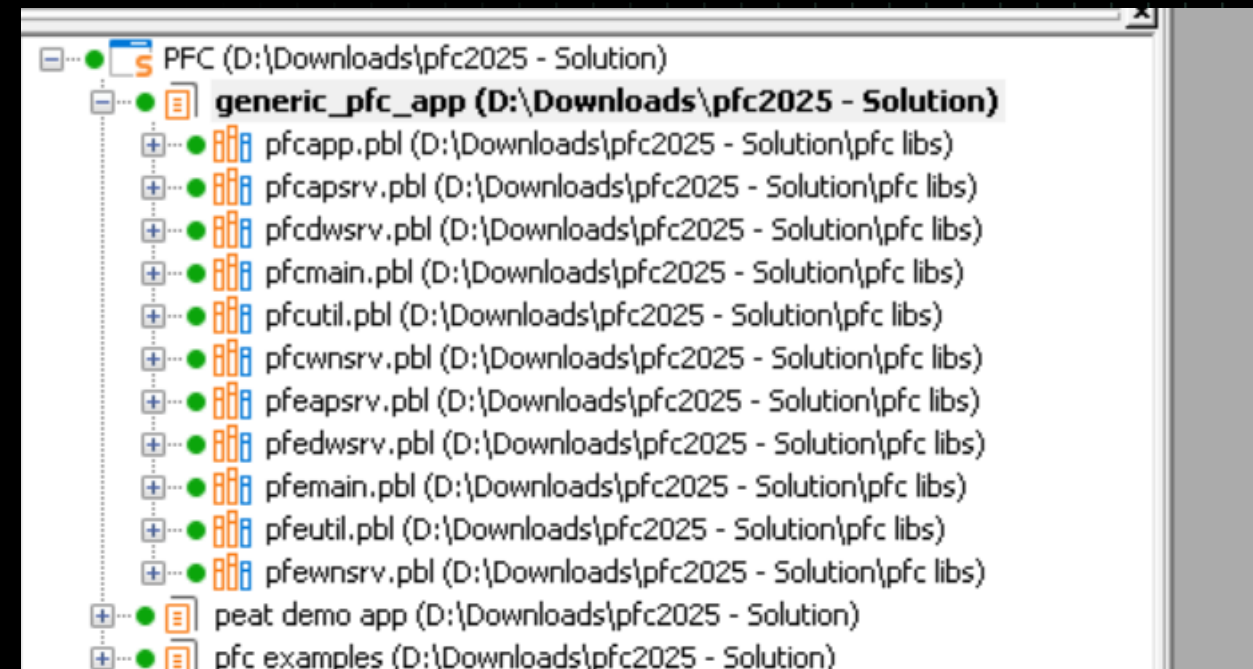 PFC (D:\Downloads\pfc2025 - Solution)
generic_pfc_app (D:\Downloads\pfc2025 - Solution)
pfcapp.pbl (D:\Downloads\pfc2025 - Solution\pfc libs)
pfcapsrv.pbl (D:\Downloads\pfc2025 - Solution\pfc libs)
pfcdwsrv.pbl (D:\Downloads\pfc2025 - Solution\pfc libs)
pfcmain.pbl (D:\Downloads\pfc2025 - Solution\pfc libs)
pfcutil.pbl (D:\Downloads\pfc2025 - Solution\pfc libs)
pfcwnsrv.pbl (D:\Downloads\pfc2025 - Solution\pfc libs)
pfeapsrv.pbl (D:\Downloads\pfc2025 - Solution\pfc libs)
pfedwsrv.pbl (D:\Downloads\pfc2025 - Solution\pfc libs)
pfemain.pbl (D:\Downloads\pfc2025 - Solution\pfc libs)
pfeutil.pbl (D:\Downloads\pfc2025 - Solution\pfc libs)
pfewnsrv.pbl (D:\Downloads\pfc2025 - Solution\pfc libs)
peat demo app (D:\Downloads\pfc2025 - Solution)
pfc examples (D:\Downloads\pfc2025 - Solution)